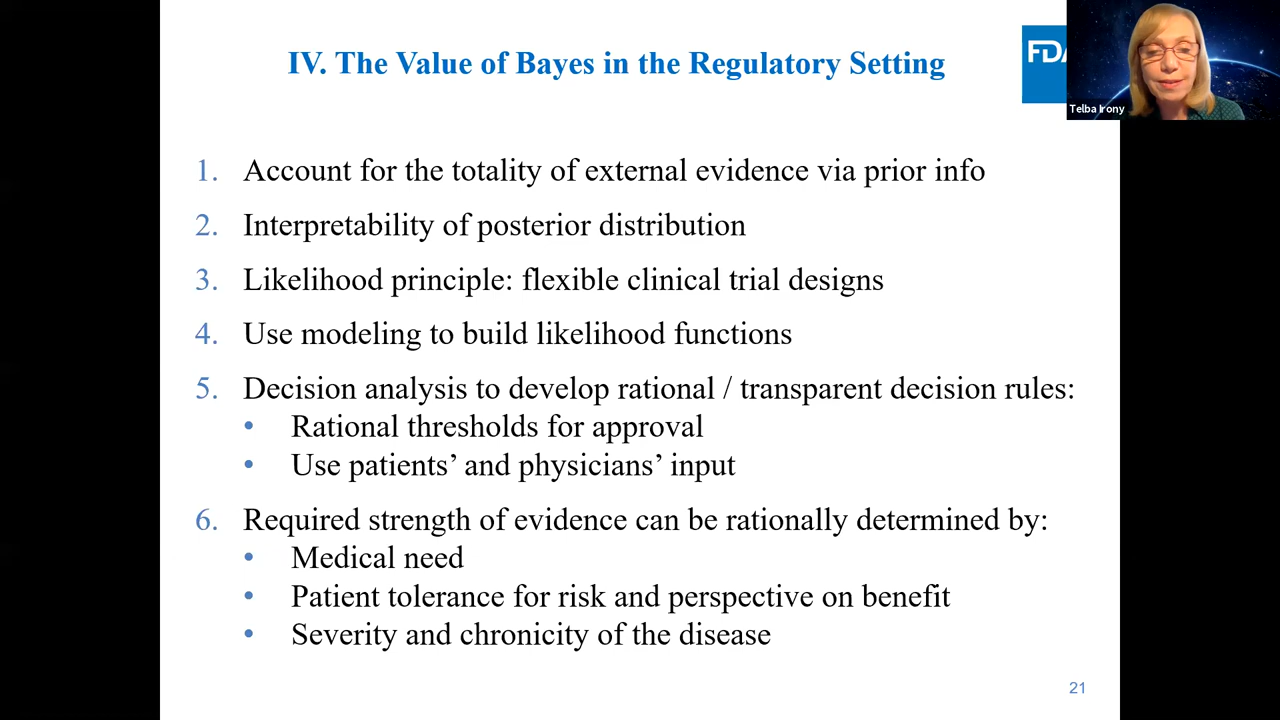 IV. The Value of Bayes in the Regulatory Setting
FDA
Telba Irony
1. Account for the totality of external evidence via prior info
2. Interpretability of posterior distribution
3. Likelihood principle: flexible clinical trial designs
4. Use modeling to build likelihood functions
5. Decision analysis to develop rational / transparent decision rules:
• Rational thresholds for approval
• Use patients’ and physicians’ input
6. Required strength of evidence can be rationally determined by:
• Medical need
• Patient tolerance for risk and perspective on benefit
• Severity and chronicity of the disease
21